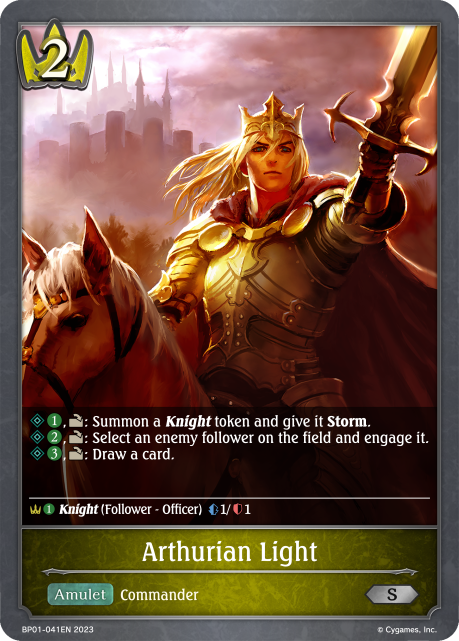 2
1, : Summon a Knight token and give it Storm.
2, : Select an enemy follower on the field and engage it.
3, : Draw a card.
1 Knight (Follower - Officer) 1/1
Arthurian Light
Amulet Commander S
BP01-041EN 2023 © Cygames, Inc.